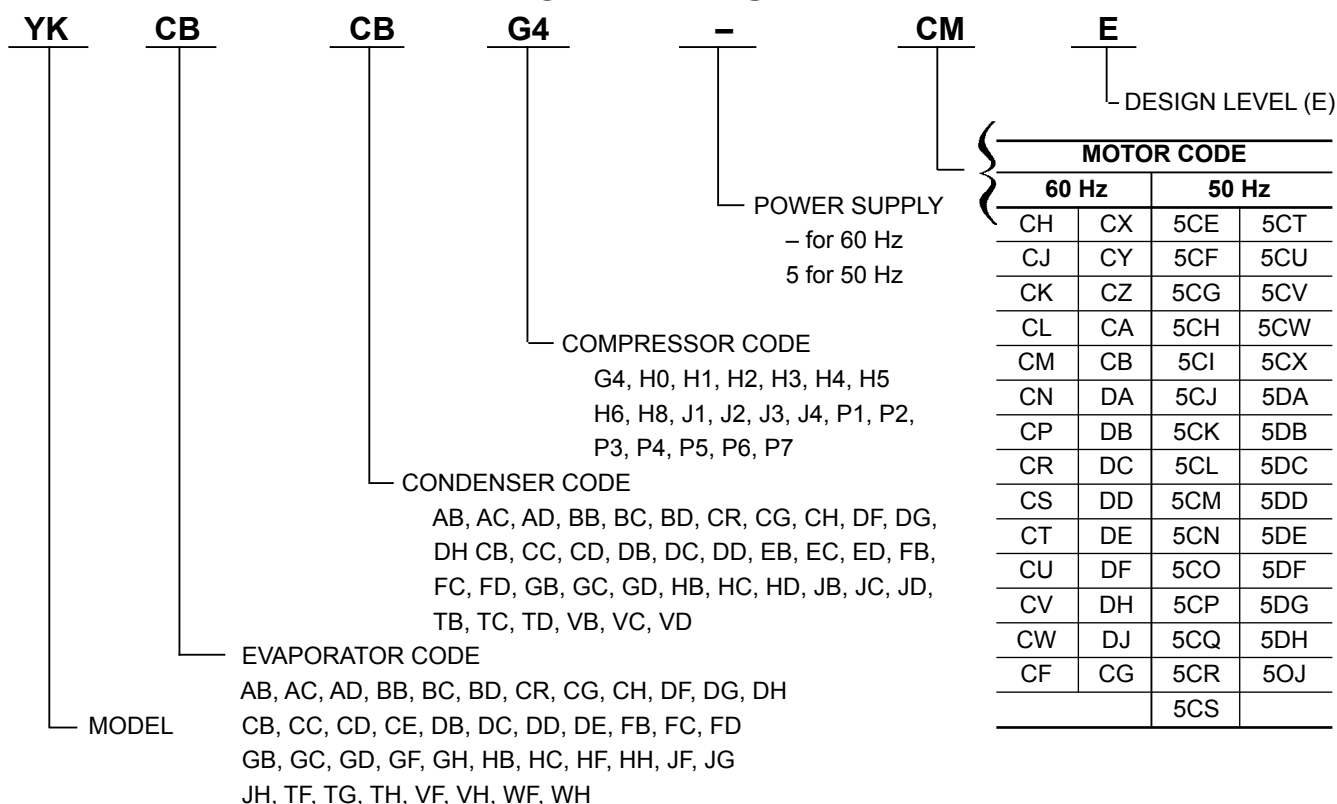 YK CB CB G4 – CM E
DESIGN LEVEL (E)
MOTOR CODE
60 Hz 50 Hz
CH CX 5CE 5CT
CJ CY 5CF 5CU
CK CZ 5CG 5CV
CL CA 5CH 5CW
CM CB 5CI 5CX
CN DA 5CJ 5DA
CP DB 5CK 5DB
CR DC 5CL 5DC
CS DD 5CM 5DD
CT DE 5CN 5DE
CU DF 5CO 5DF
CV DH 5CP 5DG
CW DJ 5CQ 5DH
CF CG 5CR 5OJ
5CS
POWER SUPPLY
– for 60 Hz
5 for 50 Hz
COMPRESSOR CODE
G4, H0, H1, H2, H3, H4, H5
H6, H8, J1, J2, J3, J4, P1, P2,
P3, P4, P5, P6, P7
CONDENSER CODE
AB, AC, AD, BB, BC, BD, CR, CG, CH, DF, DG,
DH CB, CC, CD, DB, DC, DD, EB, EC, ED, FB,
FC, FD, GB, GC, GD, HB, HC, HD, JB, JC, JD,
TB, TC, TD, VB, VC, VD
EVAPORATOR CODE
AB, AC, AD, BB, BC, BD, CR, CG, CH, DF, DG, DH
CB, CC, CD, CE, DB, DC, DD, DE, FB, FC, FD
GB, GC, GD, GF, GH, HB, HC, HF, HH, JF, JG
JH, TF, TG, TH, VF, VH, WF, WH
MODEL